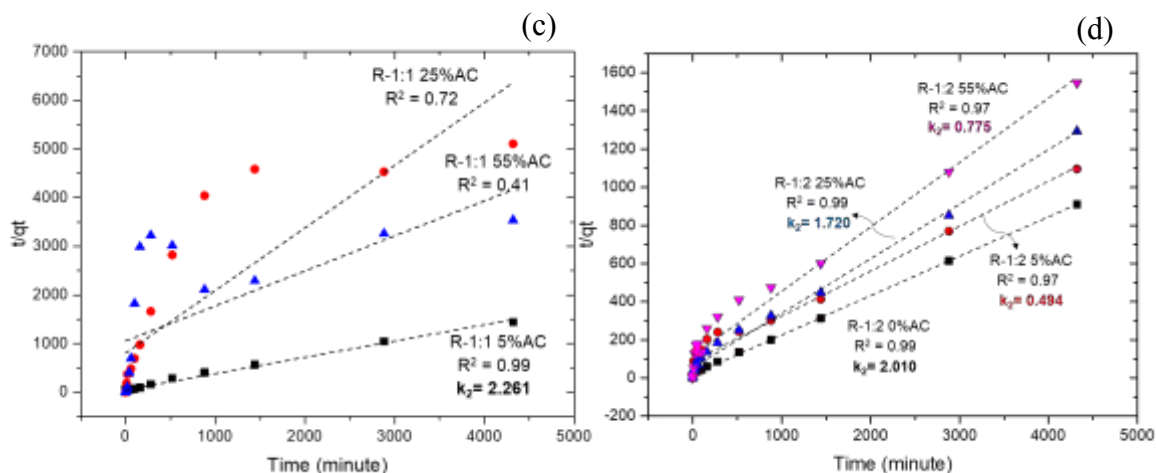 (c)
7000
6000
5000
4000
3000
2000
1000
0
t/qt
R-1:1 25%AC
R² = 0.72
R-1:1 55%AC
R² = 0,41
R-1:1 5%AC
R² = 0.99
k₂= 2.261
0 1000 2000 3000 4000 5000
Time (minute)
(d)
1600
1400
1200
1000
800
600
400
200
0
-200
t/qt
R-1:2 55%AC
R² = 0.97
k₂= 0.775
R-1:2 25%AC
R² = 0.99
k₂= 1.720
R-1:2 5%AC
R² = 0.97
k₂= 0.494
R-1:2 0%AC
R² = 0.99
k₂= 2.010
0 1000 2000 3000 4000 5000
Time (minute)